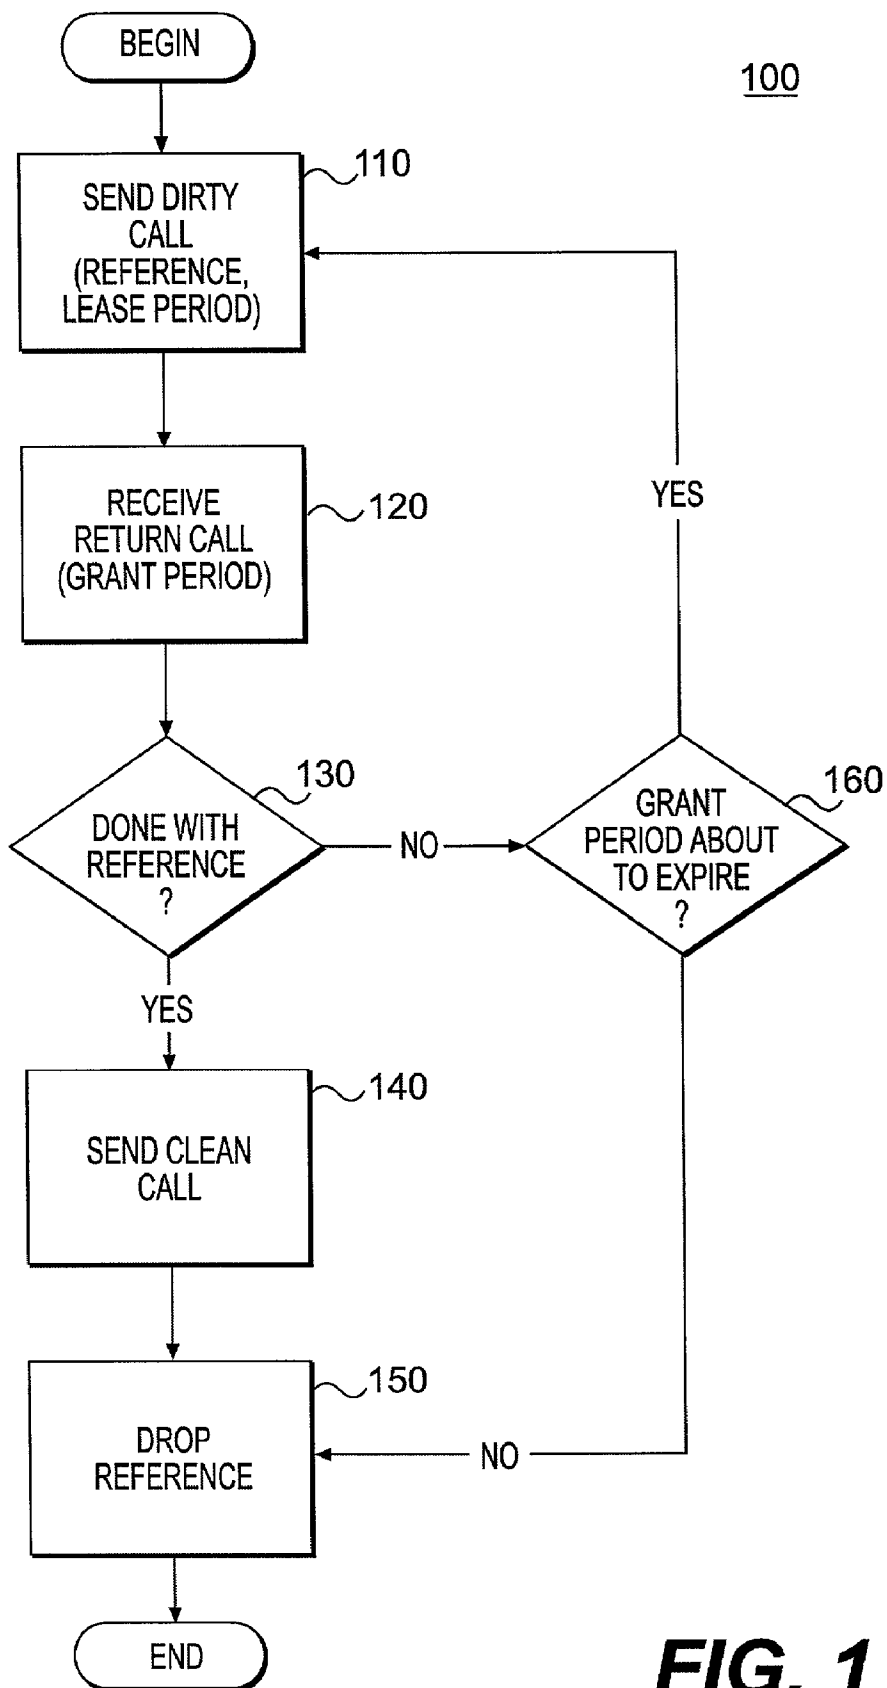 BEGIN
100
110
SEND DIRTY
CALL
(REFERENCE,
LEASE PERIOD)
120
RECEIVE
RETURN CALL
(GRANT PERIOD)
YES
130
DONE WITH
REFERENCE
?
NO
160
GRANT
PERIOD ABOUT
TO EXPIRE
?
YES
140
SEND CLEAN
CALL
150
DROP
REFERENCE
NO
END
FIG. 1